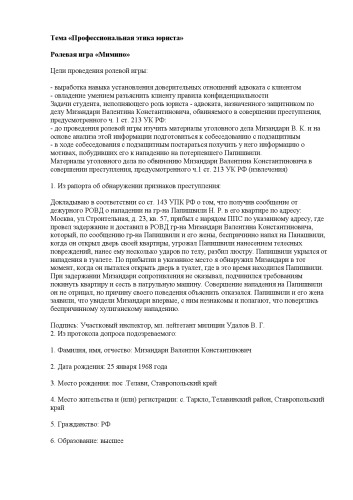 Тема «Профессиональная этика юриста»
Ролевая игра «Мимино»
Цели проведения ролевой игры:
- выработка навыка установления доверительных отношений адвоката с клиентом
- овладение умением разъяснить клиенту правила конфиденциальности
Задачи студента, исполняющего роль юриста - адвоката, назначенного защитником по
делу Мизандари Валентина Константиновича, обвиняемого в совершении преступления,
предусмотренного ч. 1 ст. 213 УК РФ:
- до проведения ролевой игры изучить материалы уголовного дела Мизандари В. К. и на
основе анализа этой информации подготовиться к собеседованию с подзащитным
- в ходе собеседования с подзащитным постараться получить у него информацию о
мотивах, побудивших его к нападению на потерпевшего Папишвили.
Материалы уголовного дела по обвинению Мизандари Валентина Константиновича в
совершении преступления, предусмотренного ч.1 ст. 213 УК РФ (извлечения)
1. Из рапорта об обнаружении признаков преступления:
Докладываю в соответствии со ст. 143 УПК РФ о том, что получив сообщение от
дежурного РОВД о нападения на гр-на Папишвили Н. Р. в его квартире по адресу:
Москва, ул Строительная, д. 23, кв. 57, прибыл с нарядом ППС по указанному адресу, где
провел задержание и доставил в РОВД гр-на Мизандари Валентина Константиновича,
который, по сообщению гр-на Папишвили и его жены, беспричинно напал на Папишвили,
когда он открыл дверь своей квартиры, угрожал Папишвили нанесением телесных
повреждений, нанес ему несколько ударов по телу, разбил люстру. Папишвили укрылся от
нападения в туалете. По прибытии на указанное место я обнаружил Мизандари в тот
момент, когда он пытался открыть дверь в туалет, где в это время находился Папишвили.
При задержании Мизандари сопротивления не оказывал, подчинился требованиям
покинуть квартиру и сесть в патрульную машину. Совершение нападения на Папишвили
он не отрицал, но причину своего поведения объяснить отказался. Папишвили и его жена
заявили, что увидели Мизандари впервые, с ним незнакомы и полагают, что поверглись
беспричинному хулиганскому нападению.
Подпись: Участковый инспектор, мл. лейтенант милиции Удалов В. Г.
2. Из протокола допроса подозреваемого:
1. Фамилия, имя, отчество: Мизандари Валентин Константинович
2. Дата рождения: 25 января 1968 года
3. Место рождения: пос .Телави, Ставропольский край
4. Место жительства и (или) регистрации: с. Таркло,.Телавинский район, Ставропольский
край
5. Гражданство: РФ
6. Образование: высшее